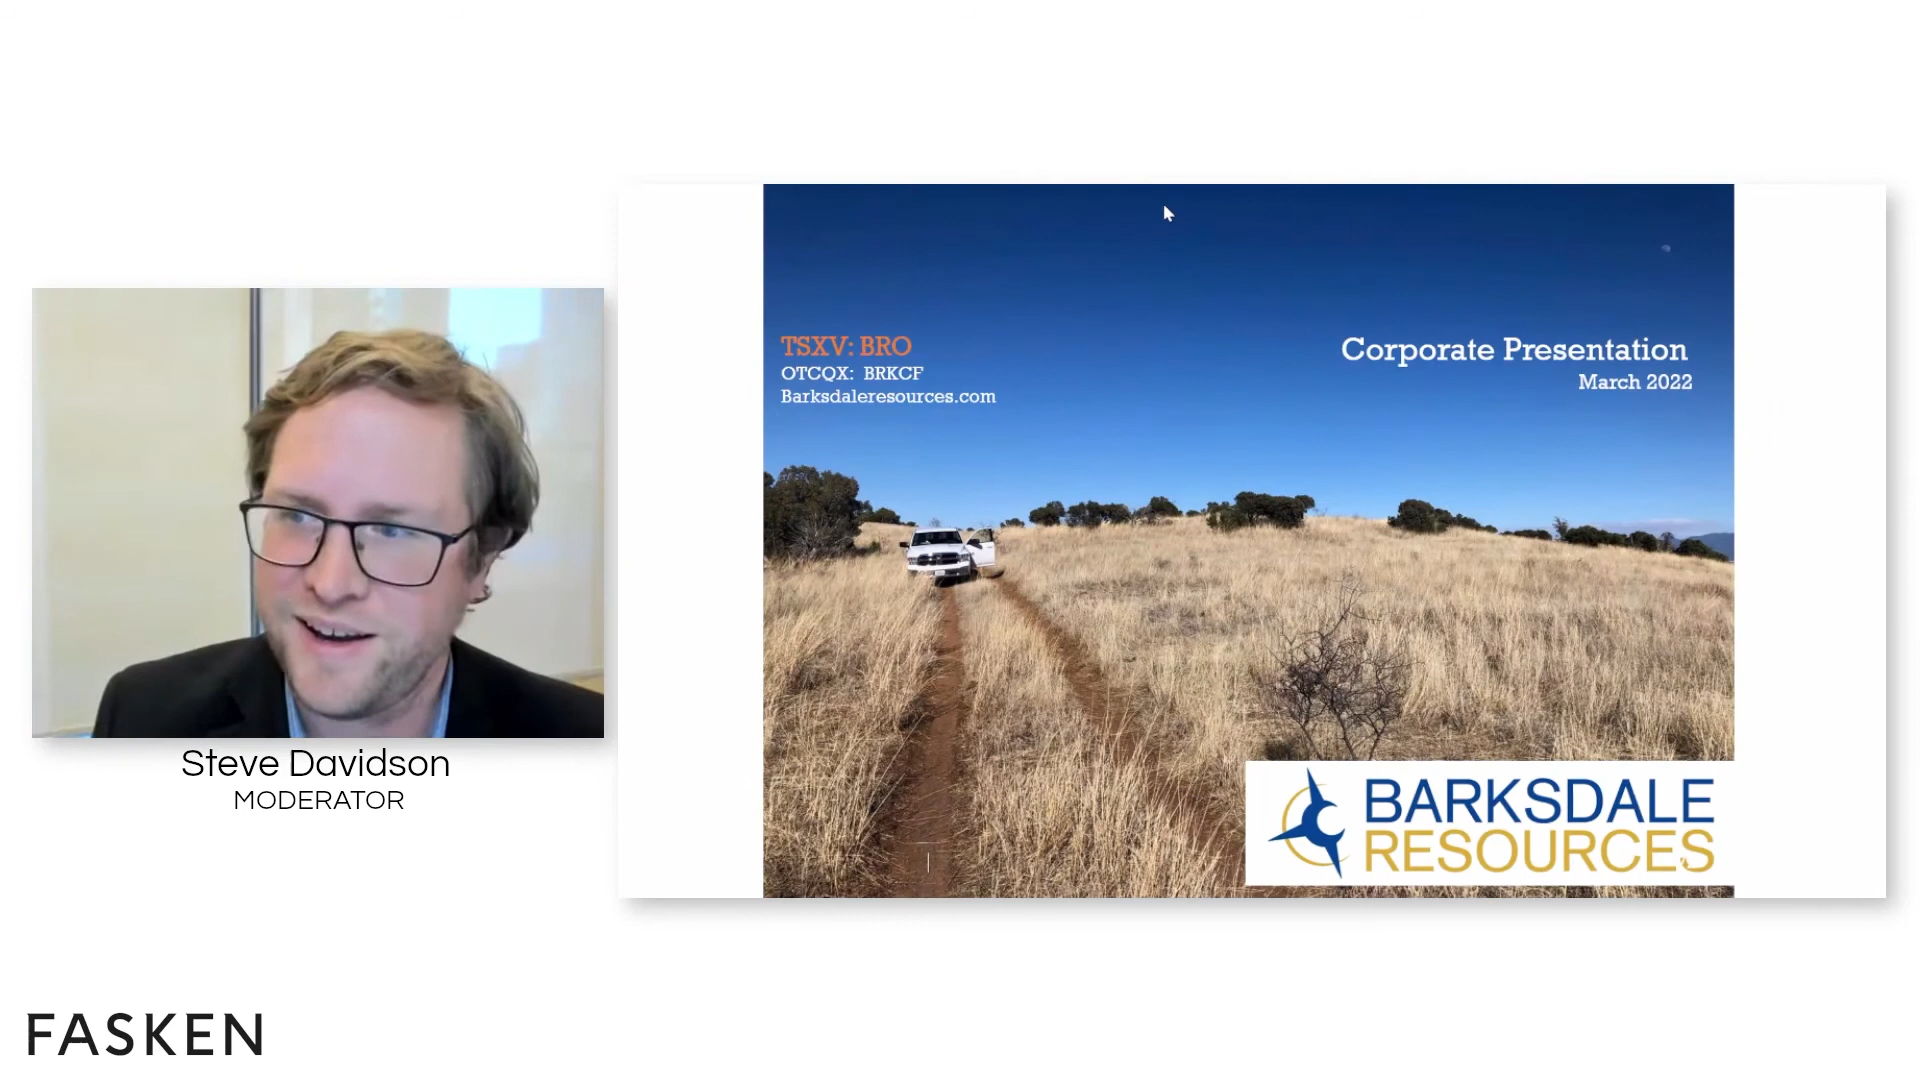 TSXV: BRO
OTCQX: BRKCF
Barksdaleresources.com
Corporate Presentation
March 2022
BARKSDALE
RESOURCES
Steve Davidson
MODERATOR
FASKEN